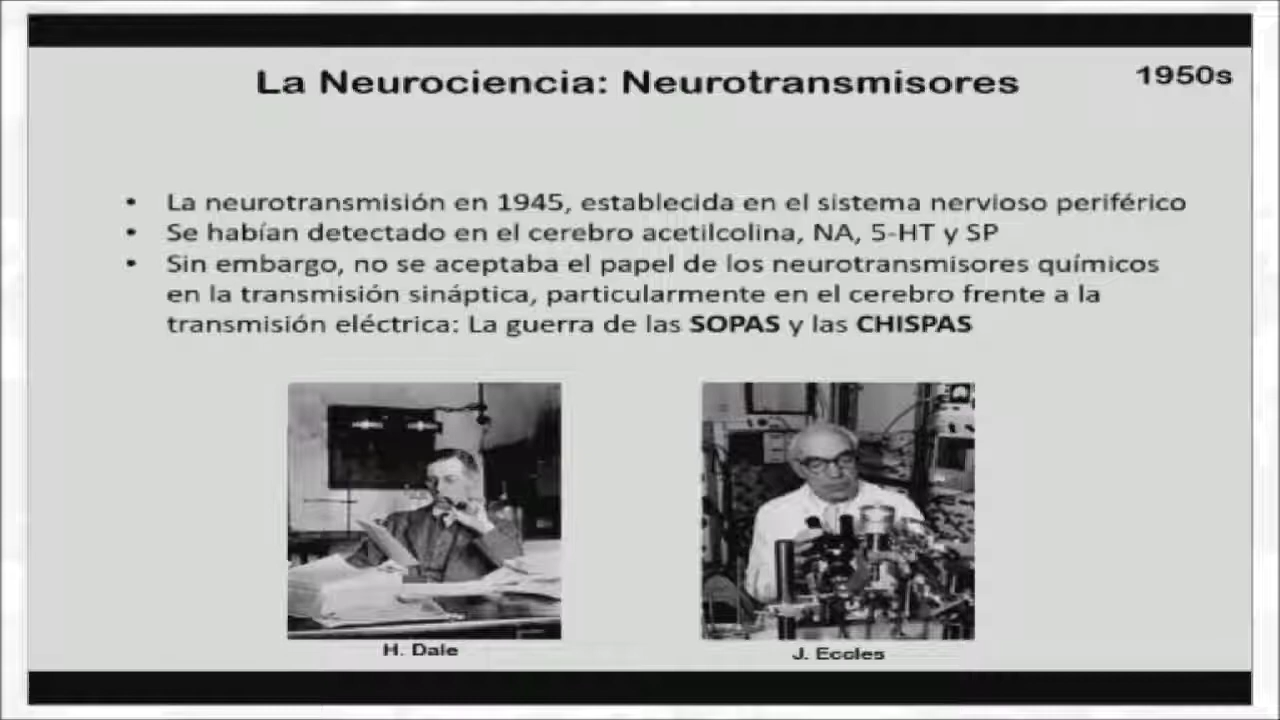 La Neurociencia: Neurotransmisores
1950s
• La neurotransmisión en 1945, establecida en el sistema nervioso periférico
• Se habían detectado en el cerebro acetilcolina, NA, 5-HT y SP
• Sin embargo, no se aceptaba el papel de los neurotransmisores químicos
en la transmisión sináptica, particularmente en el cerebro frente a la
transmisión eléctrica: La guerra de las SOPAS y las CHISPAS
H. Dale
J. Eccles